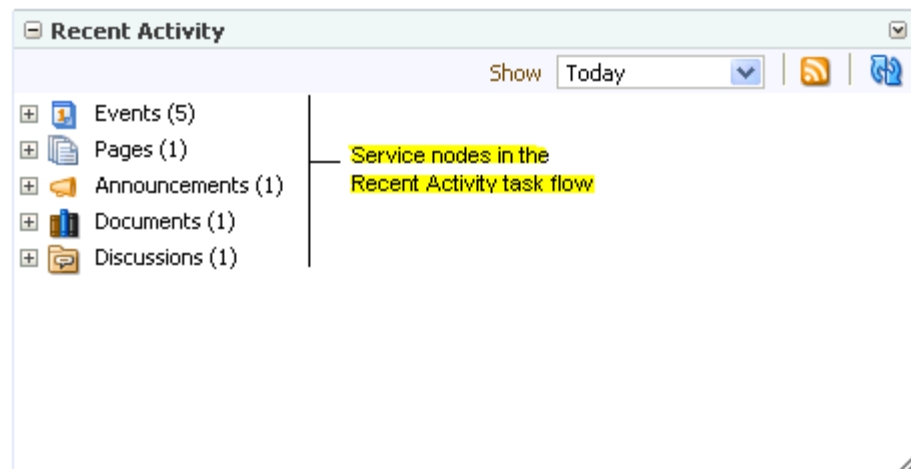 Recent Activity
Show Today
Events (5)
Pages (1)
Announcements (1)
Documents (1)
Discussions (1)
Service nodes in the
Recent Activity task flow